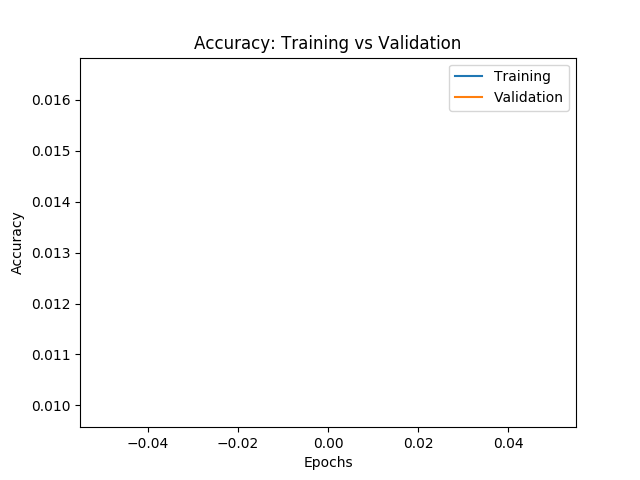 Accuracy: Training vs Validation
Training
Validation
0.016
0.015
0.014
0.013
0.012
0.011
0.010
Accuracy
−0.04 −0.02 0.00 0.02 0.04
Epochs